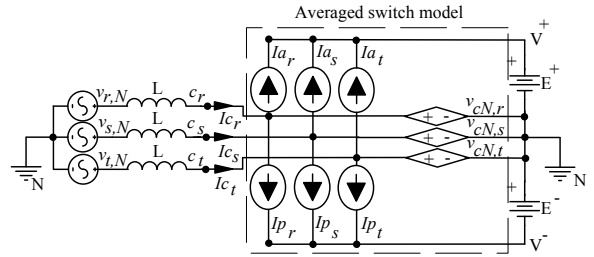 Averaged switch model
V+
Ia r Ia s Ia t
+ E+
v r,N L c r Ic r + - v cN,r
v s,N L c s Ic s + - v cN,s
v t,N L c t Ic t + - v cN,t
N N
+ E-
Ip r Ip s Ip t
V-